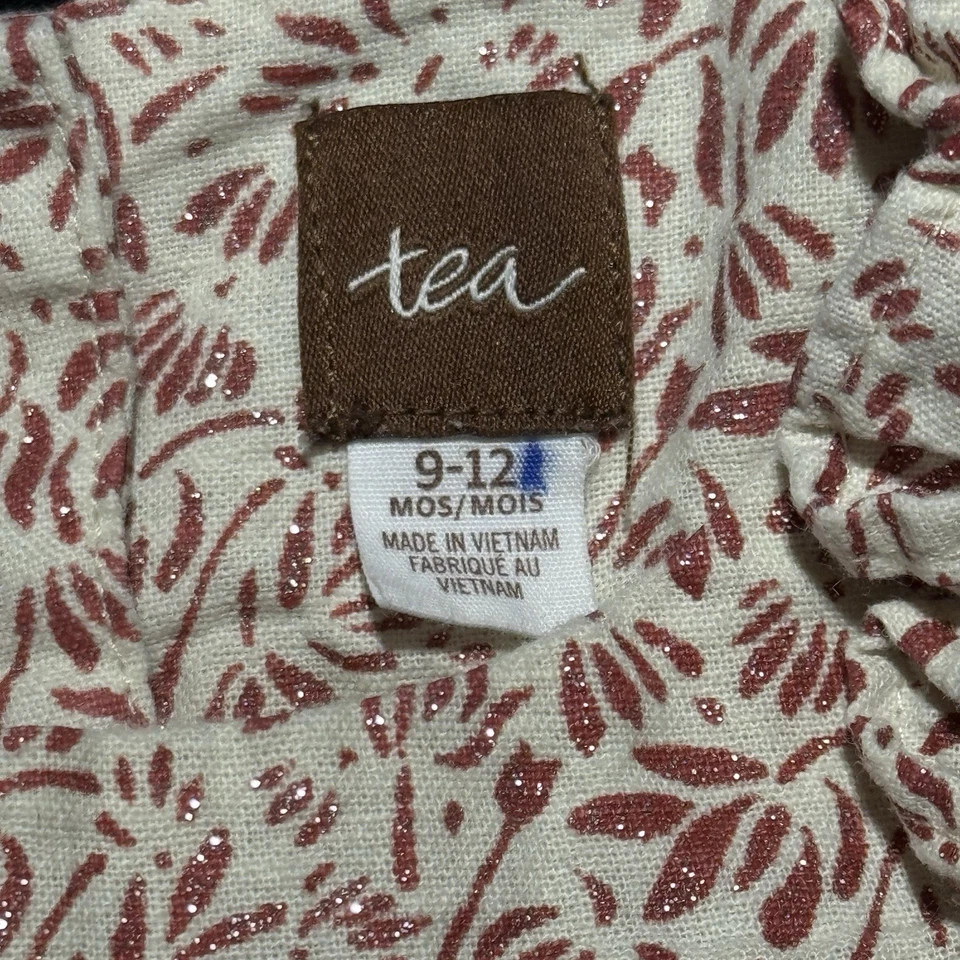 tea
9-12
MOS/MOIS
MADE IN VIETNAM
FABRIQUÉ AU
VIETNAM